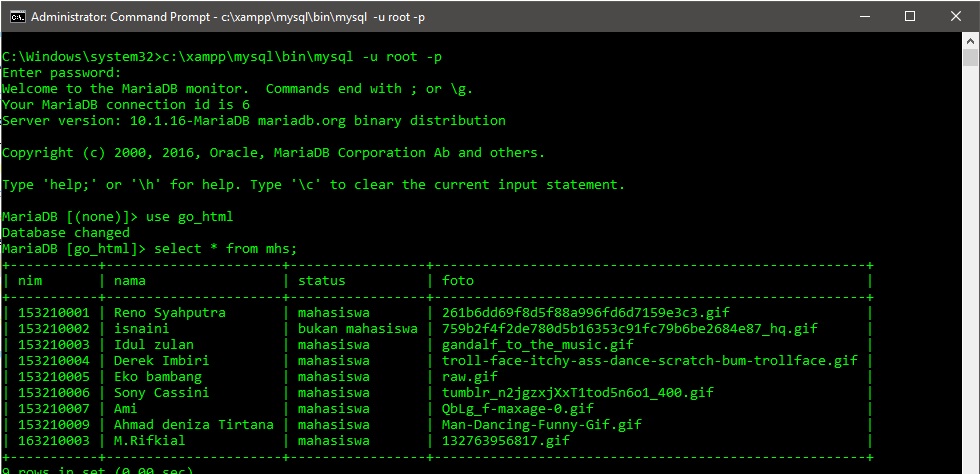 Administrator: Command Prompt - c:\xampp\mysql\bin\mysql -u root -p
C:\Windows\system32>c:\xampp\mysql\bin\mysql -u root -p
Enter password:
Welcome to the MariaDB monitor.  Commands end with ; or \g.
Your MariaDB connection id is 6
Server version: 10.1.16-MariaDB mariadb.org binary distribution
Copyright (c) 2000, 2016, Oracle, MariaDB Corporation Ab and others.
Type 'help;' or '\h' for help. Type '\c' to clear the current input statement.
MariaDB [(none)]> use go_html
Database changed
MariaDB [go_html]> select * from mhs;
+-----------+----------------------+-----------------+------------------------------------------------------+
| nim       | nama                 | status          | foto                                                 |
+-----------+----------------------+-----------------+------------------------------------------------------+
| 153210001 | Reno Syahputra       | mahasiswa       | 261b6dd69f8d5f88a996fd6d7159e3c3.gif                 |
| 153210002 | isnaini              | bukan mahasiswa | 759b2f4f2de780d5b16353c91fc79b6be2684e87_hq.gif      |
| 153210003 | Idul zulan           | mahasiswa       | gandalf_to_the_music.gif                             |
| 153210004 | Derek Imbiri         | mahasiswa       | troll-face-itchy-ass-dance-scratch-bum-trollface.gif |
| 153210005 | Eko bambang          | mahasiswa       | raw.gif                                              |
| 153210006 | Sony Cassini         | mahasiswa       | tumblr_n2jgzxjXxT1tod5n6o1_400.gif                   |
| 153210007 | Ami                  | mahasiswa       | QbLg_f-maxage-0.gif                                  |
| 153210009 | Ahmad deniza Tirtana | mahasiswa       | Man-Dancing-Funny-Gif.gif                            |
| 163210003 | M.Rifkial            | mahasiswa       | 132763956817.gif                                     |
+-----------+----------------------+-----------------+------------------------------------------------------+
9 rows in set (0.00 sec)